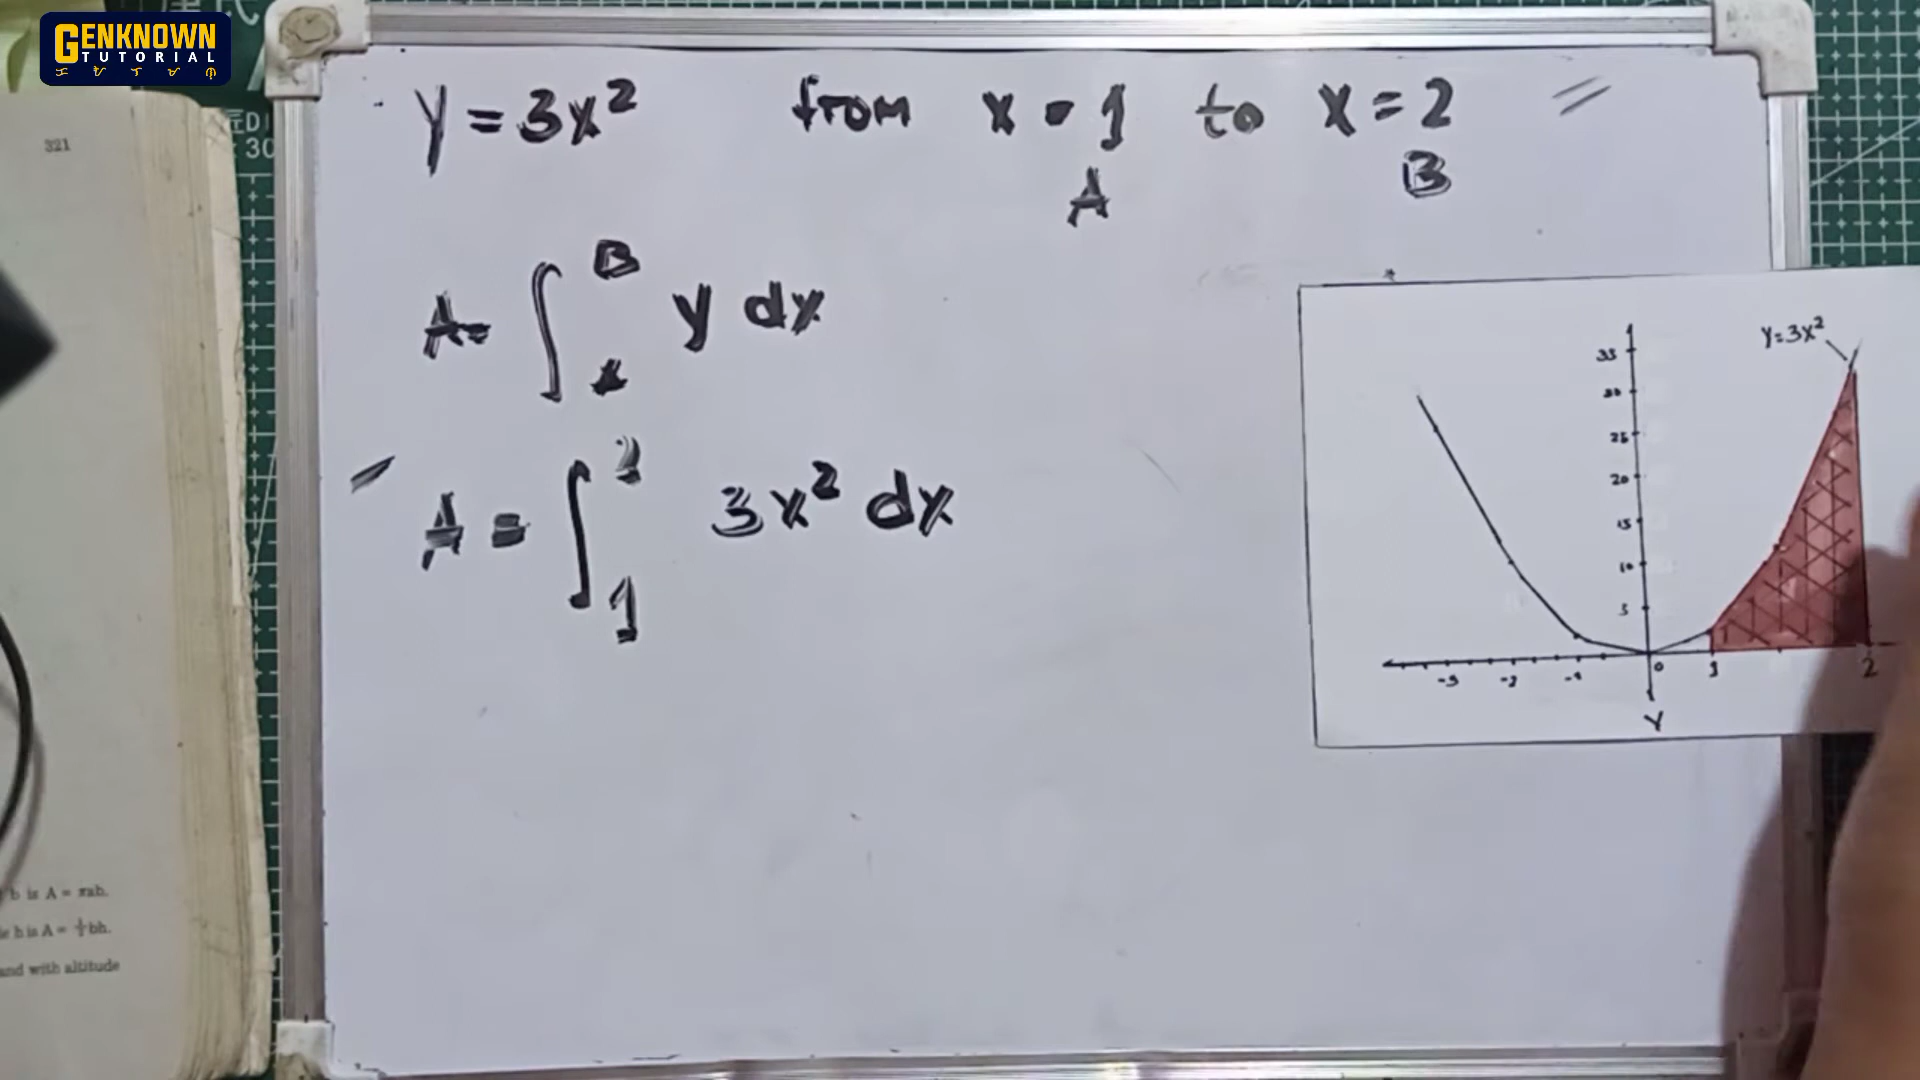 GENKNOWN
TUTORIAL
321
Y = 3x² from x = 1 to x = 2
A B
A = ∫ B y dx
A = ∫ 1 3x² dx
b is A = πab.
h is A = ½bh.
and with altitude
Y=3x²
35
30
25
20
15
10
5
-3 -2 -1 0 1 2
Y